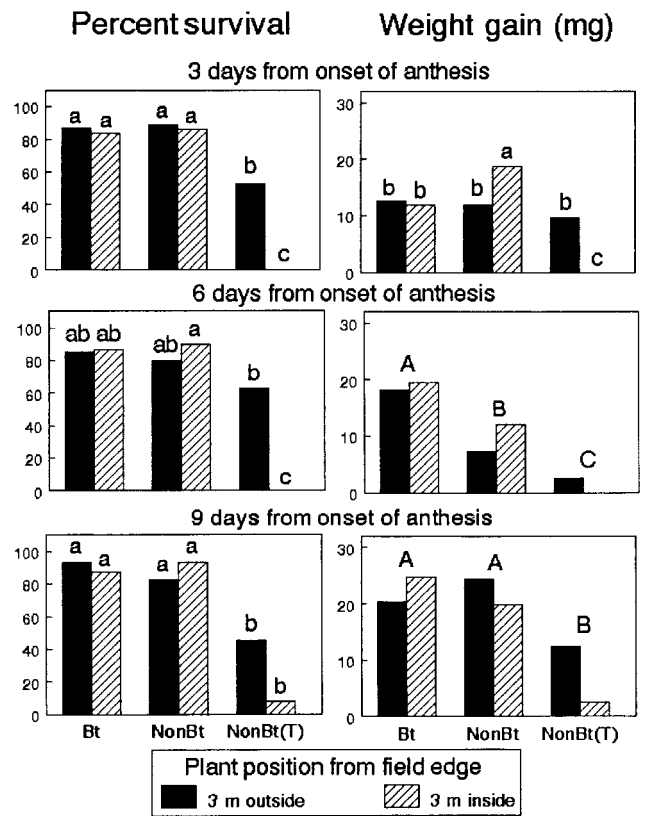 Percent survival Weight gain (mg)
3 days from onset of anthesis
100
80
60
40
20
0
a a a a b c
30
20
10
0
b b b a b c
6 days from onset of anthesis
100
80
60
40
20
0
ab ab ab a b c
30
20
10
0
A B C
9 days from onset of anthesis
100
80
60
40
20
0
a a a a b b
30
20
10
0
A A B
Bt NonBt NonBt(T) Bt NonBt NonBt(T)
Plant position from field edge
3 m outside 3 m inside